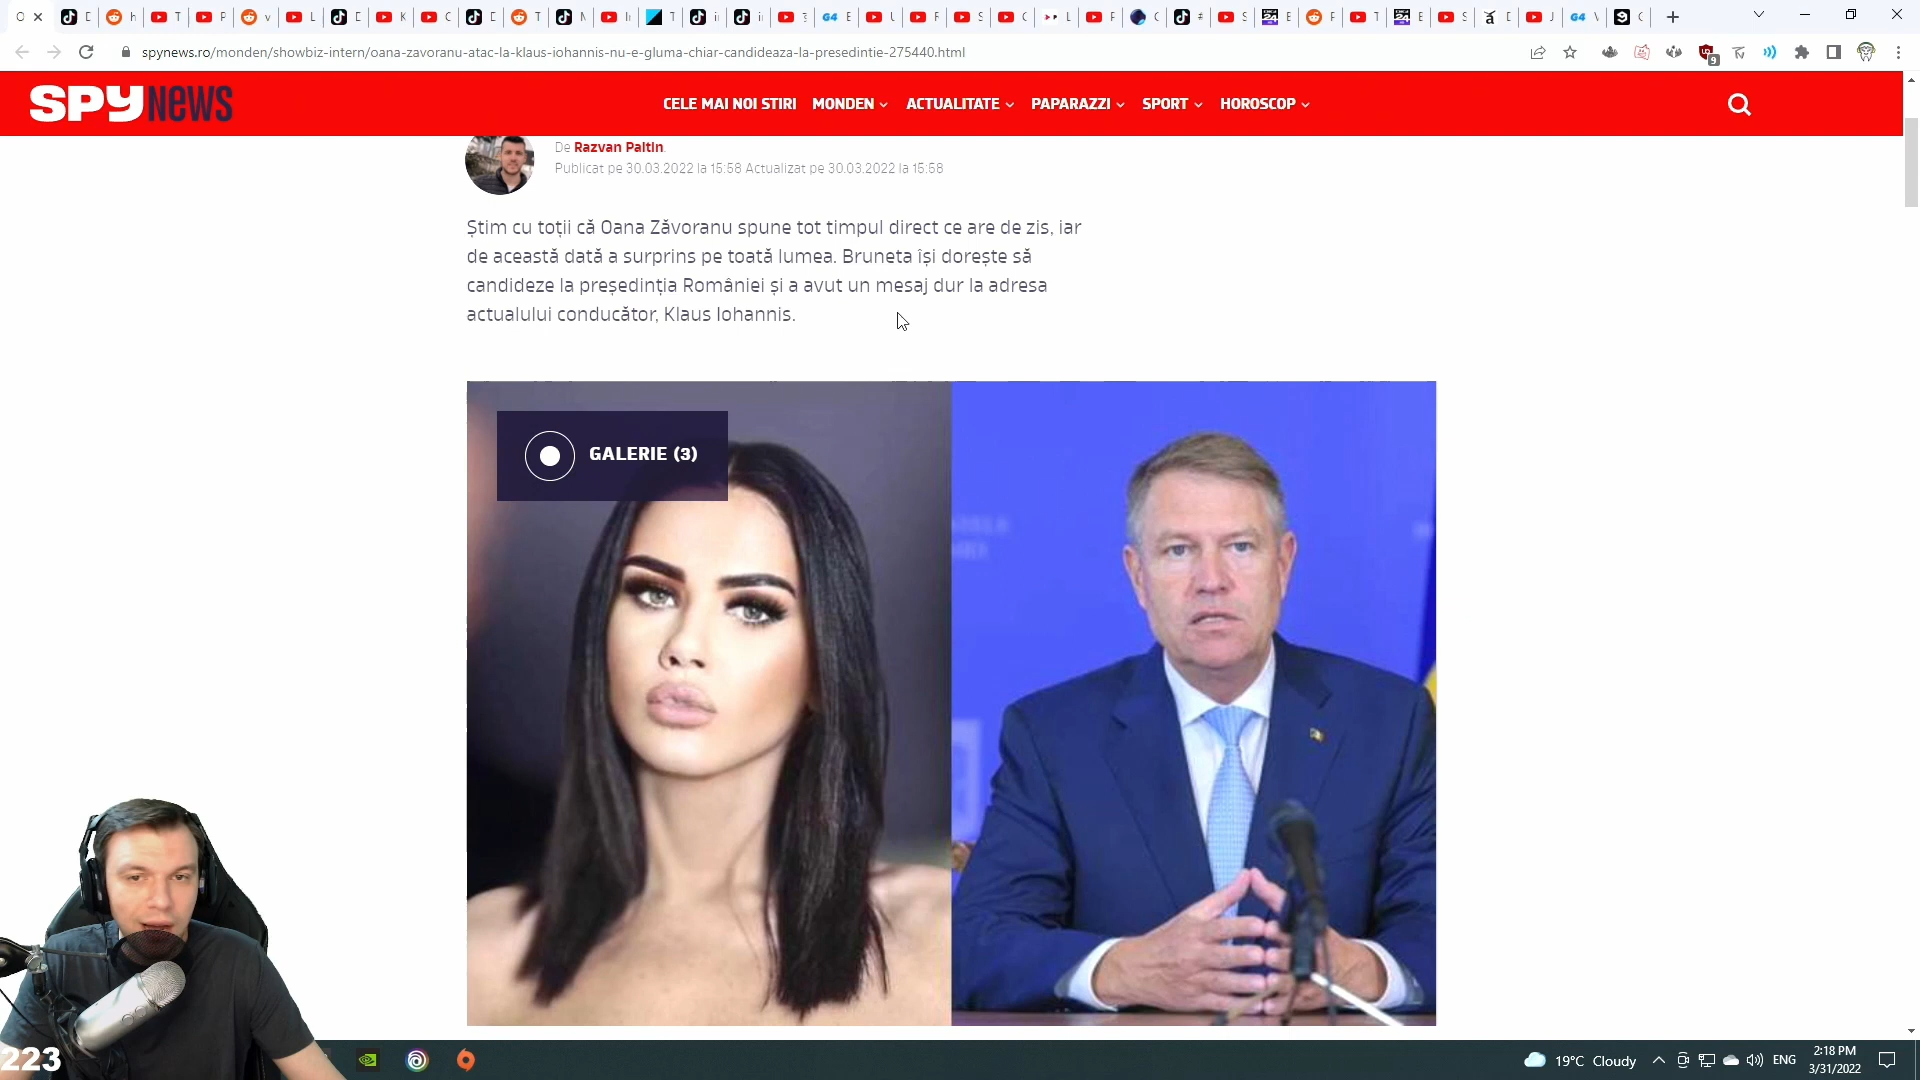 spynews.ro/monden/showbiz-intern/oana-zavoranu-atac-la-klaus-iohannis-nu-e-gluma-chiar-candideaza-la-presedintie-275440.html
9
SPY News
CELE MAI NOI STIRI MONDEN ACTUALITATE PAPARAZZI SPORT HOROSCOP
De Razvan Paltin
Publicat pe 30.03.2022 la 15:58 Actualizat pe 30.03.2022 la 15:58
Știm cu toții că Oana Zăvoranu spune tot timpul direct ce are de zis, iar
de această dată a surprins pe toată lumea. Bruneta își dorește să
candideze la președinția României și a avut un mesaj dur la adresa
actualului conducător, Klaus Iohannis.
GALERIE (3)
223
19°C Cloudy
ENG
2:18 PM
3/31/2022